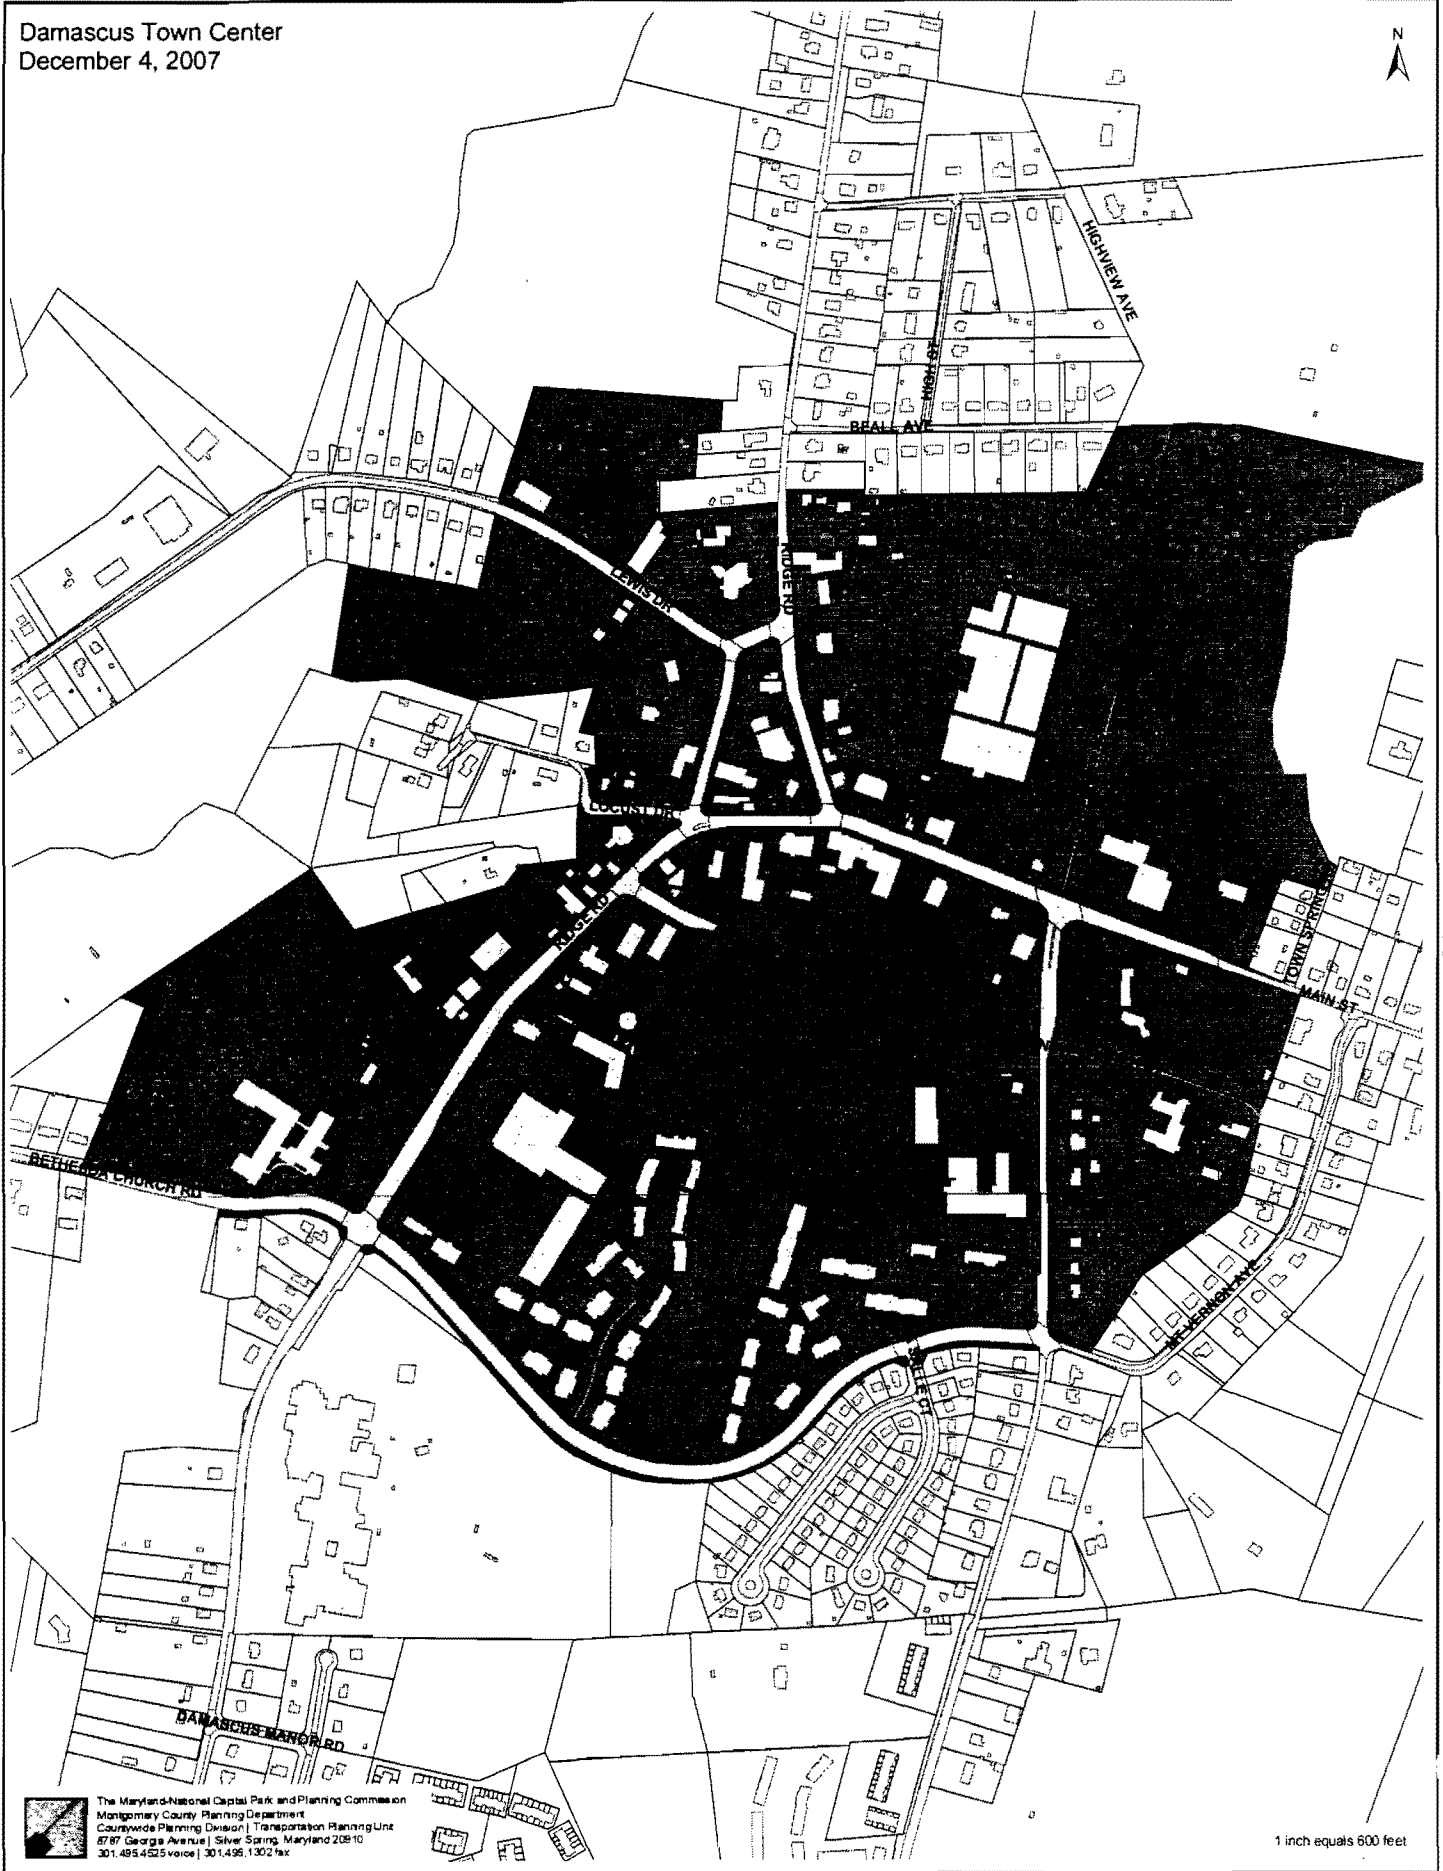 Damascus Town Center
December 4, 2007
N
HIGHVIEW AVE
HIGH ST
BEALL AVE
RIDGE RD
LEWIS DR
LOCUST DR
RIDGE RD
TOWN SPRING
MAIN ST
BETHESDA CHURCH RD
MT VERNON AVE
DAMASCUS MANOR RD
The Maryland-National Capital Park and Planning Commission
Montgomery County Planning Department
Countywide Planning Division | Transportation Planning Unit
8787 Georgia Avenue | Silver Spring, Maryland 20910
301.495.4525 voice | 301.495.1302 fax
1 inch equals 600 feet